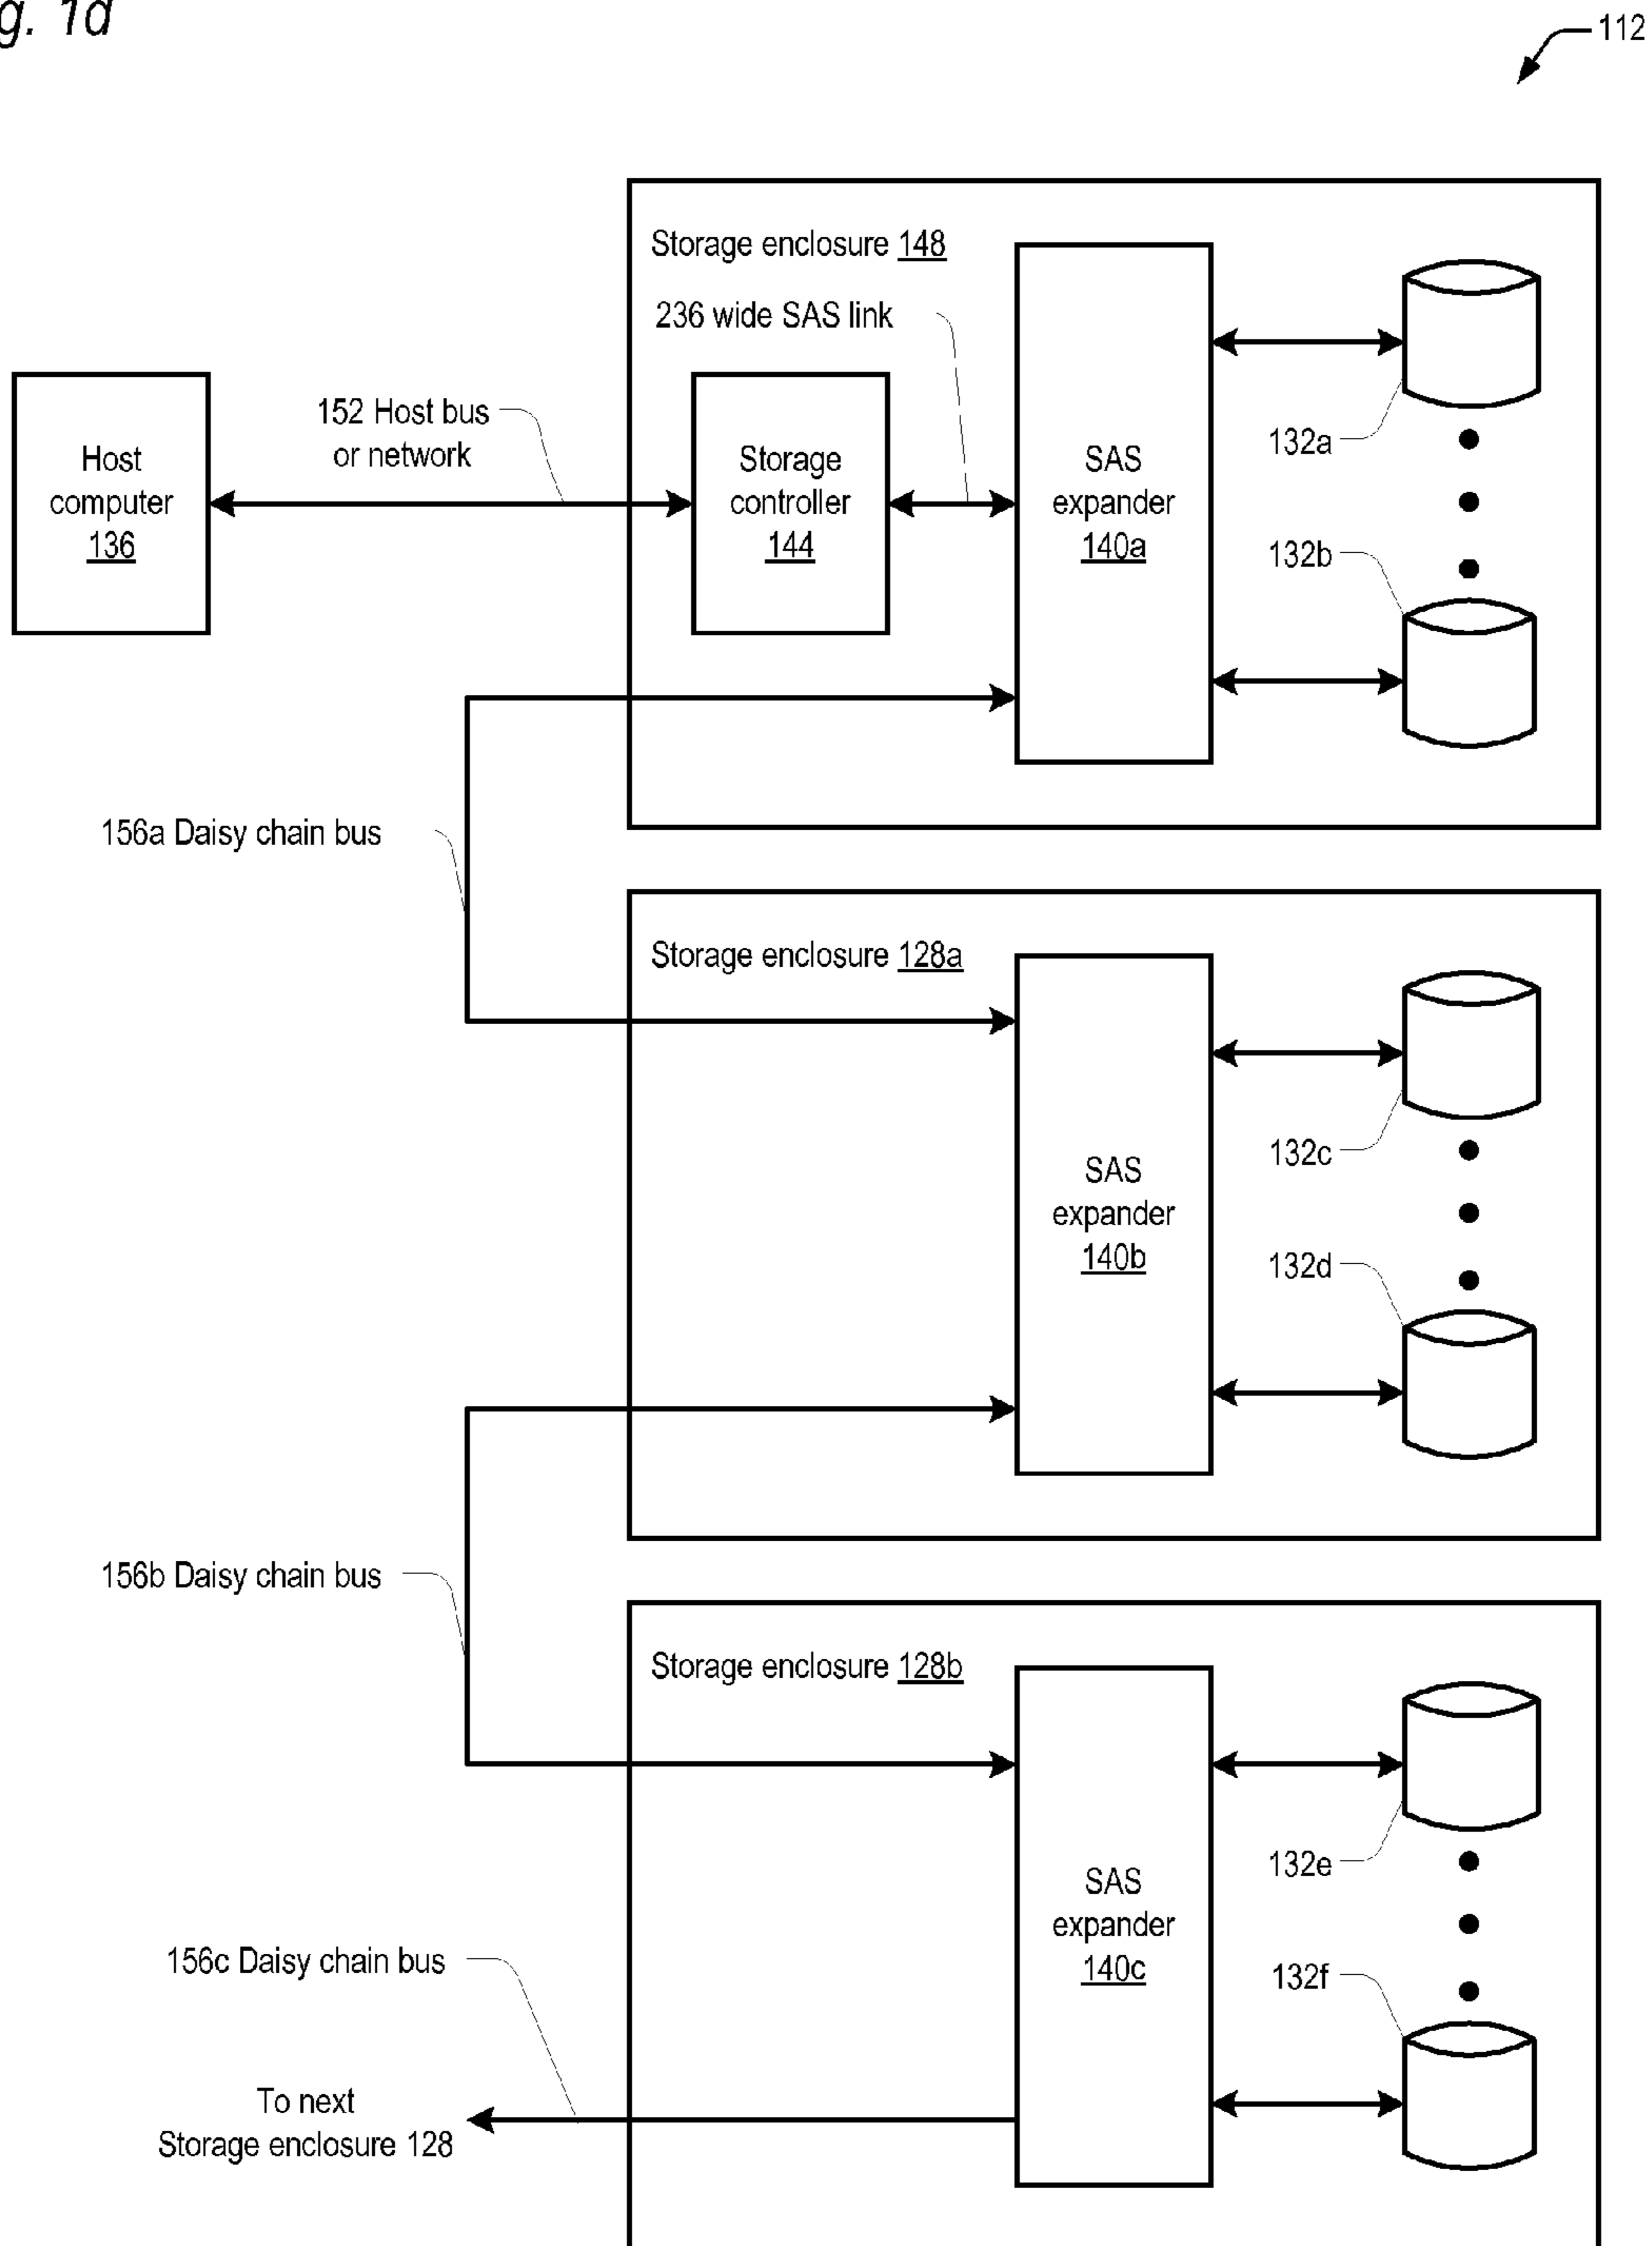 g. 1d
112
Storage enclosure 148
236 wide SAS link
Host
computer
136
152 Host bus
or network
Storage
controller
144
SAS
expander
140a
132a
132b
156a Daisy chain bus
Storage enclosure 128a
SAS
expander
140b
132c
132d
156b Daisy chain bus
Storage enclosure 128b
SAS
expander
140c
132e
132f
156c Daisy chain bus
To next
Storage enclosure 128